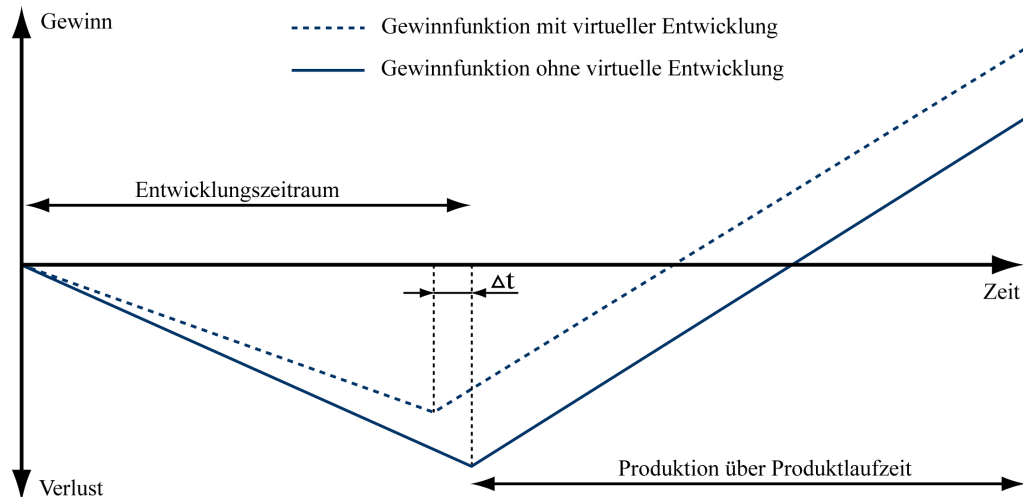 Gewinn
Gewinnfunktion mit virtueller Entwicklung
Gewinnfunktion ohne virtuelle Entwicklung
Entwicklungszeitraum
Δt
Zeit
Produktion über Produktlaufzeit
Verlust